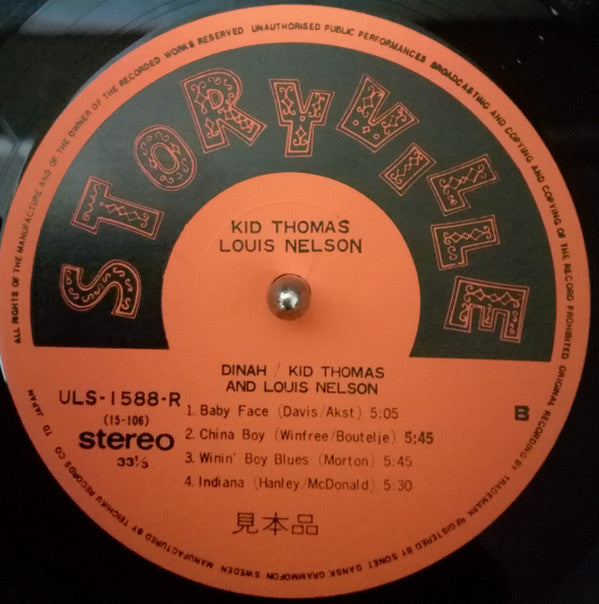 ALL RIGHTS OF THE MANUFACTURE AND OF THE OWNER OF THE RECORDED WORKS RESERVED UNAUTHORISED PUBLIC PERFORMANCES BROADCASTING AND COPYING AND COPYING OF THE RECORD PROHIBITED ORIGINAL RECORDING BY TRADEMARK REGISTERED BY SONET DANSK GRAMMOFON SWEDEN MANUFACTURED BY TEICHIKU RECORDS CO LTD JAPAN
STORYVILLE
KID THOMAS
LOUIS NELSON
DINAH / KID THOMAS
AND LOUIS NELSON
ULS-1588-R
(15-106)
stereo
33⅓
B
1. Baby Face (Davis/Akst) 5:05
2. China Boy (Winfree/Boutelje) 5:45
3. Winin' Boy Blues (Morton) 5:45
4. Indiana (Hanley/McDonald) 5:30
見本品